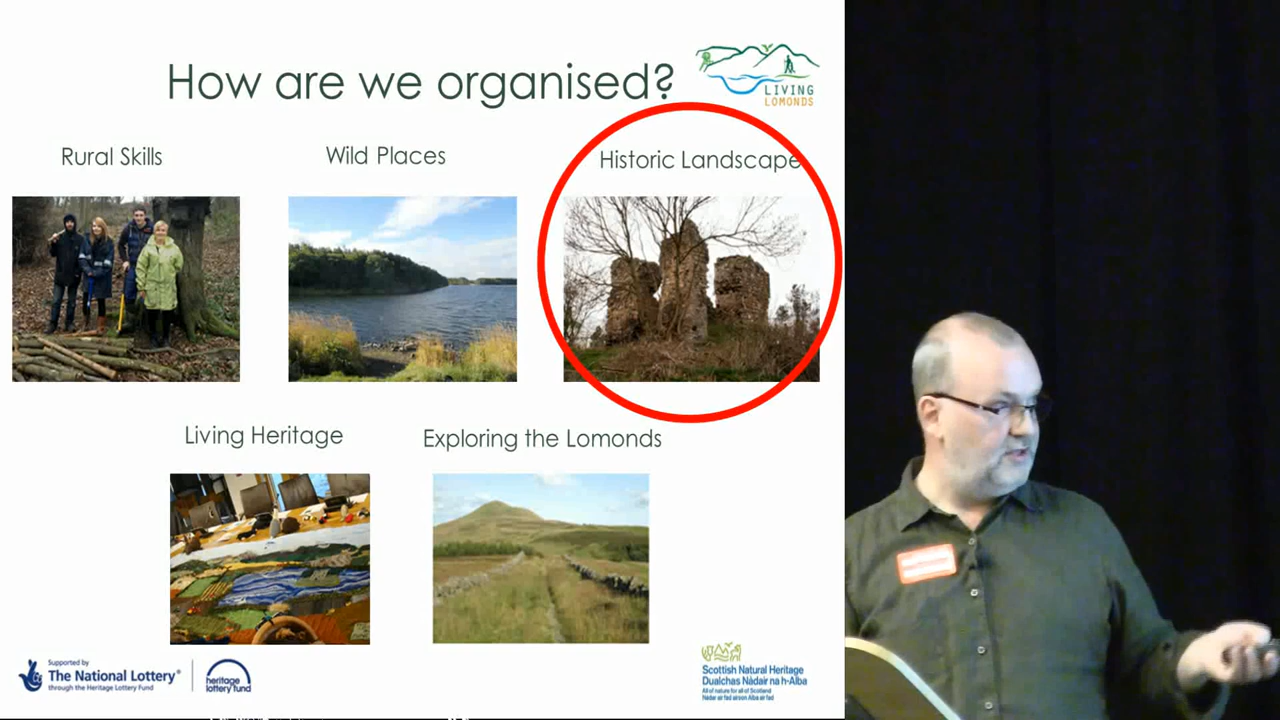 How are we organised?
LIVING
LOMONDS
Rural Skills
Wild Places
Historic Landscape
Living Heritage
Exploring the Lomonds
Supported by
The National Lottery®
through the Heritage Lottery Fund
heritage
lottery fund
Scottish Natural Heritage
Dualchas Nàdair na h-Alba
All of nature for all of Scotland
Nàdar air fad airson Alba air fad